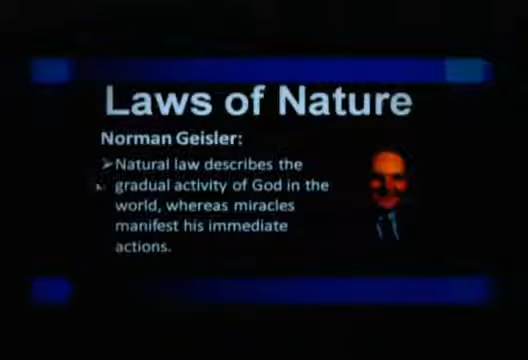 Laws of Nature
Norman Geisler:
Natural law describes the
gradual activity of God in the
world, whereas miracles
manifest his immediate
actions.